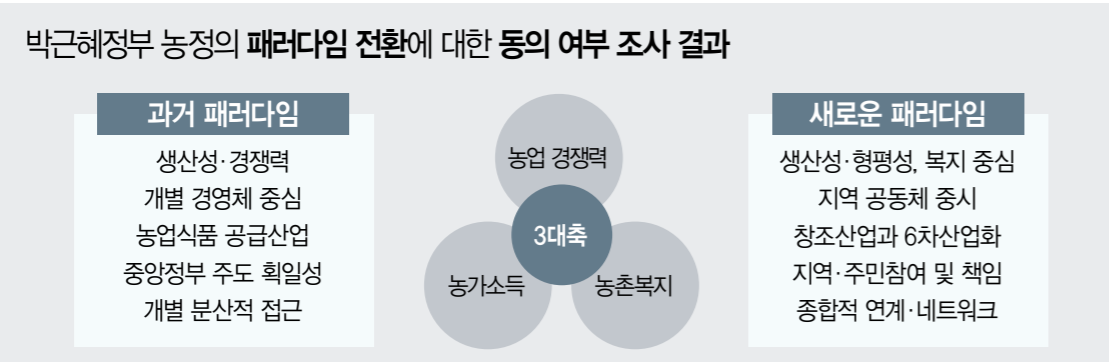 박근혜정부 농정의 패러다임 전환에 대한 동의 여부 조사 결과
과거 패러다임
생산성·경쟁력
개별 경영체 중심
농업식품 공급산업
중앙정부 주도 획일성
개별 분산적 접근
농업 경쟁력
3대축
농가소득
농촌복지
새로운 패러다임
생산성·형평성, 복지 중심
지역 공동체 중시
창조산업과 6차산업화
지역·주민참여 및 책임
종합적 연계·네트워크